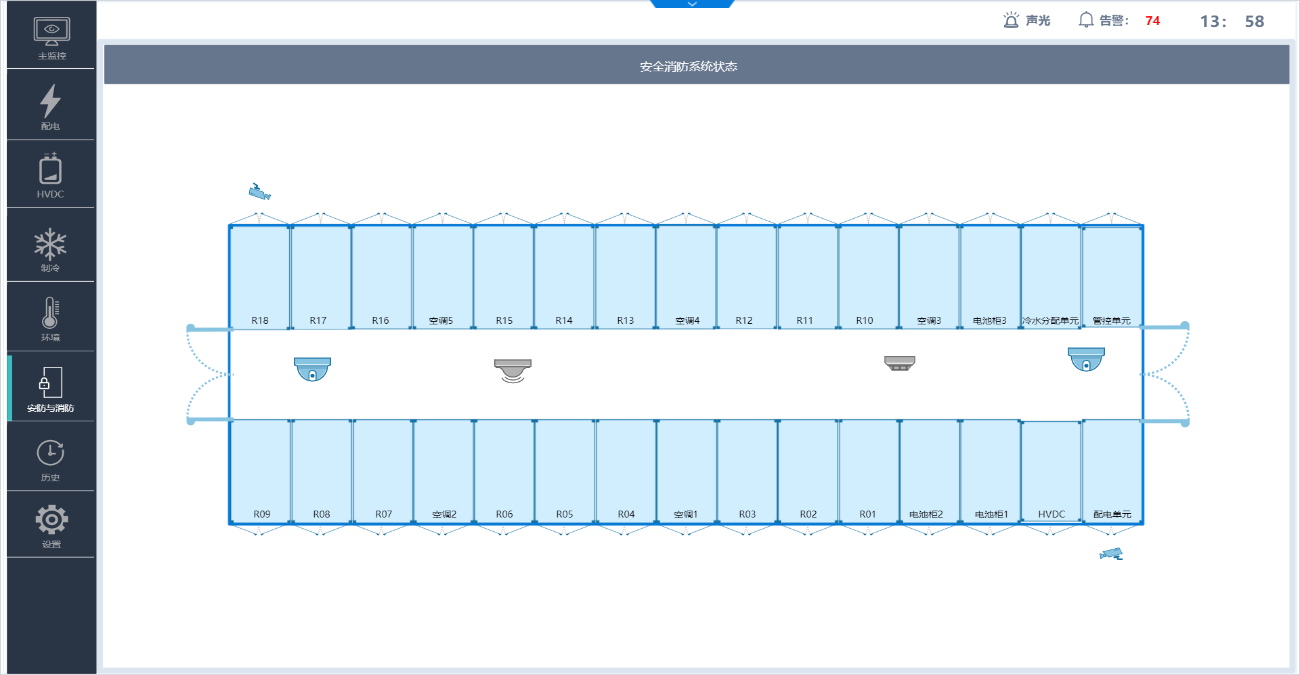 声光 告警: 74 13: 58
主监控
配电
HVDC
制冷
环境
安防与消防
历史
设置
安全消防系统状态
R18 R17 R16 空调5 R15 R14 R13 空调4 R12 R11 R10 空调3 电池柜3 冷水分配单元 管控单元
R09 R08 R07 空调2 R06 R05 R04 空调1 R03 R02 R01 电池柜2 电池柜1 HVDC 配电单元